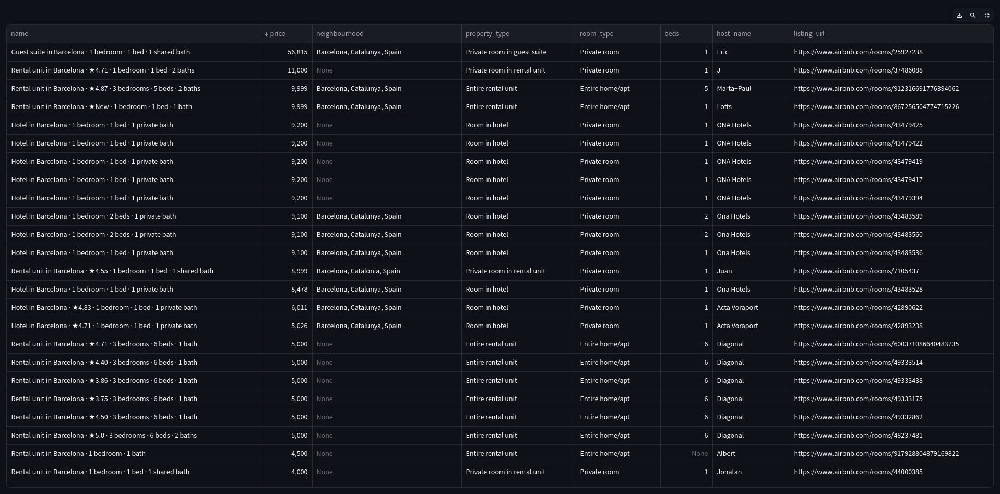 name ↓ price neighbourhood property_type room_type beds host_name listing_url
Guest suite in Barcelona · 1 bedroom · 1 bed · 1 shared bath 56,815 Barcelona, Catalunya, Spain Private room in guest suite Private room 1 Eric https://www.airbnb.com/rooms/25927238
Rental unit in Barcelona · ★4.71 · 1 bedroom · 1 bed · 2 baths 11,000 None Private room in rental unit Private room 1 J https://www.airbnb.com/rooms/37486088
Rental unit in Barcelona · ★4.87 · 3 bedrooms · 5 beds · 2 baths 9,999 Barcelona, Catalunya, Spain Entire rental unit Entire home/apt 5 Marta+Paul https://www.airbnb.com/rooms/912316691776394062
Rental unit in Barcelona · ★New · 1 bedroom · 1 bed · 1 bath 9,999 Barcelona, Catalunya, Spain Entire rental unit Entire home/apt 1 Lofts https://www.airbnb.com/rooms/867256504774715226
Hotel in Barcelona · 1 bedroom · 1 bed · 1 private bath 9,200 None Room in hotel Private room 1 ONA Hotels https://www.airbnb.com/rooms/43479425
Hotel in Barcelona · 1 bedroom · 1 bed · 1 private bath 9,200 None Room in hotel Private room 1 ONA Hotels https://www.airbnb.com/rooms/43479422
Hotel in Barcelona · 1 bedroom · 1 bed · 1 private bath 9,200 None Room in hotel Private room 1 ONA Hotels https://www.airbnb.com/rooms/43479419
Hotel in Barcelona · 1 bedroom · 1 bed · 1 private bath 9,200 None Room in hotel Private room 1 ONA Hotels https://www.airbnb.com/rooms/43479417
Hotel in Barcelona · 1 bedroom · 1 bed · 1 private bath 9,200 None Room in hotel Private room 1 ONA Hotels https://www.airbnb.com/rooms/43479394
Hotel in Barcelona · 1 bedroom · 2 beds · 1 private bath 9,100 Barcelona, Catalunya, Spain Room in hotel Private room 2 Ona Hotels https://www.airbnb.com/rooms/43483589
Hotel in Barcelona · 1 bedroom · 2 beds · 1 private bath 9,100 Barcelona, Catalunya, Spain Room in hotel Private room 2 Ona Hotels https://www.airbnb.com/rooms/43483560
Hotel in Barcelona · 1 bedroom · 1 bed · 1 private bath 9,100 Barcelona, Catalunya, Spain Room in hotel Private room 1 Ona Hotels https://www.airbnb.com/rooms/43483536
Rental unit in Barcelona · ★4.55 · 1 bedroom · 1 bed · 1 shared bath 8,999 Barcelona, Catalonia, Spain Private room in rental unit Private room 1 Juan https://www.airbnb.com/rooms/7105437
Hotel in Barcelona · 1 bedroom · 1 bed · 1 private bath 8,478 Barcelona, Catalunya, Spain Room in hotel Private room 1 Ona Hotels https://www.airbnb.com/rooms/43483528
Hotel in Barcelona · ★4.83 · 1 bedroom · 1 bed · 1 private bath 6,011 Barcelona, Catalunya, Spain Room in hotel Private room 1 Acta Voraport https://www.airbnb.com/rooms/42890622
Hotel in Barcelona · ★4.71 · 1 bedroom · 1 bed · 1 private bath 5,026 Barcelona, Catalunya, Spain Room in hotel Private room 1 Acta Voraport https://www.airbnb.com/rooms/42893238
Rental unit in Barcelona · ★4.71 · 3 bedrooms · 6 beds · 1 bath 5,000 None Entire rental unit Entire home/apt 6 Diagonal https://www.airbnb.com/rooms/600371086640483735
Rental unit in Barcelona · ★4.40 · 3 bedrooms · 6 beds · 1 bath 5,000 None Entire rental unit Entire home/apt 6 Diagonal https://www.airbnb.com/rooms/49333514
Rental unit in Barcelona · ★3.86 · 3 bedrooms · 6 beds · 1 bath 5,000 None Entire rental unit Entire home/apt 6 Diagonal https://www.airbnb.com/rooms/49333438
Rental unit in Barcelona · ★3.75 · 3 bedrooms · 6 beds · 1 bath 5,000 None Entire rental unit Entire home/apt 6 Diagonal https://www.airbnb.com/rooms/49333175
Rental unit in Barcelona · ★4.50 · 3 bedrooms · 6 beds · 1 bath 5,000 None Entire rental unit Entire home/apt 6 Diagonal https://www.airbnb.com/rooms/49332862
Rental unit in Barcelona · ★5.0 · 3 bedrooms · 6 beds · 2 baths 5,000 None Entire rental unit Entire home/apt 6 Diagonal https://www.airbnb.com/rooms/48237481
Rental unit in Barcelona · 1 bedroom · 1 bath 4,500 None Entire rental unit Entire home/apt None Albert https://www.airbnb.com/rooms/917928804879169822
Rental unit in Barcelona · 1 bedroom · 1 bed · 1 shared bath 4,000 None Private room in rental unit Private room 1 Jonatan https://www.airbnb.com/rooms/44000385